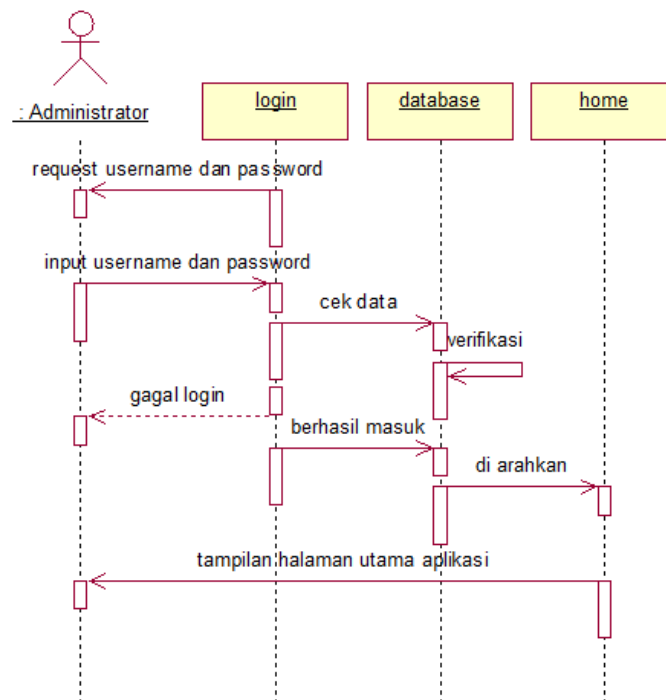 : Administrator
login
database
home
request username dan password
input username dan password
cek data
verifikasi
gagal login
berhasil masuk
di arahkan
tampilan halaman utama aplikasi